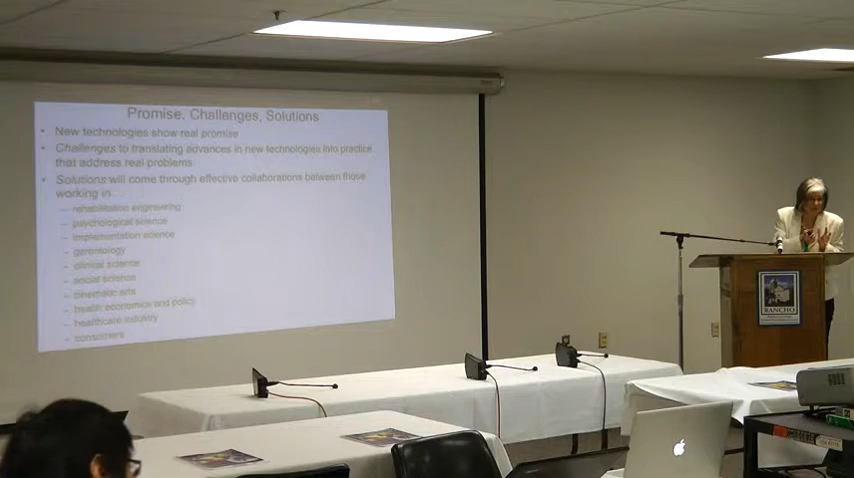 Promise, Challenges, Solutions
• New technologies show real promise
• Challenges to translating advances in new technologies into practice
that address real problems
• Solutions will come through effective collaborations between those
working in
– rehabilitation engineering
– psychological science
– implementation science
– gerontology
– clinical science
– social science
– cinematic arts
– health economics and policy
– healthcare industry
– consumers
RANCHO